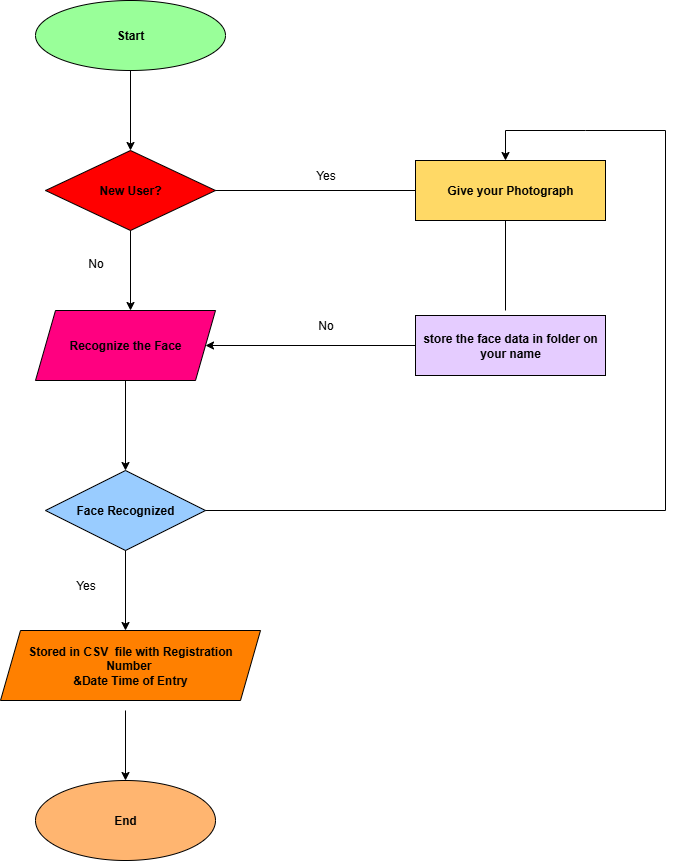 Start
New User?
Yes
Give your Photograph
No
Recognize the Face
No
store the face data in folder on
your name
Face Recognized
Yes
Stored in CSV file with Registration
Number
&Date Time of Entry
End